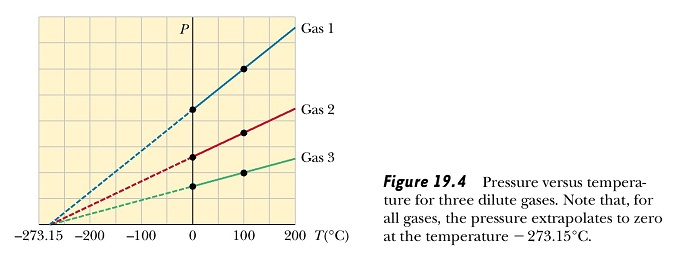 P
Gas 1
Gas 2
Gas 3
–273.15 –200 –100 0 100 200 T(°C)
Figure 19.4 Pressure versus tempera-
ture for three dilute gases. Note that, for
all gases, the pressure extrapolates to zero
at the temperature – 273.15°C.